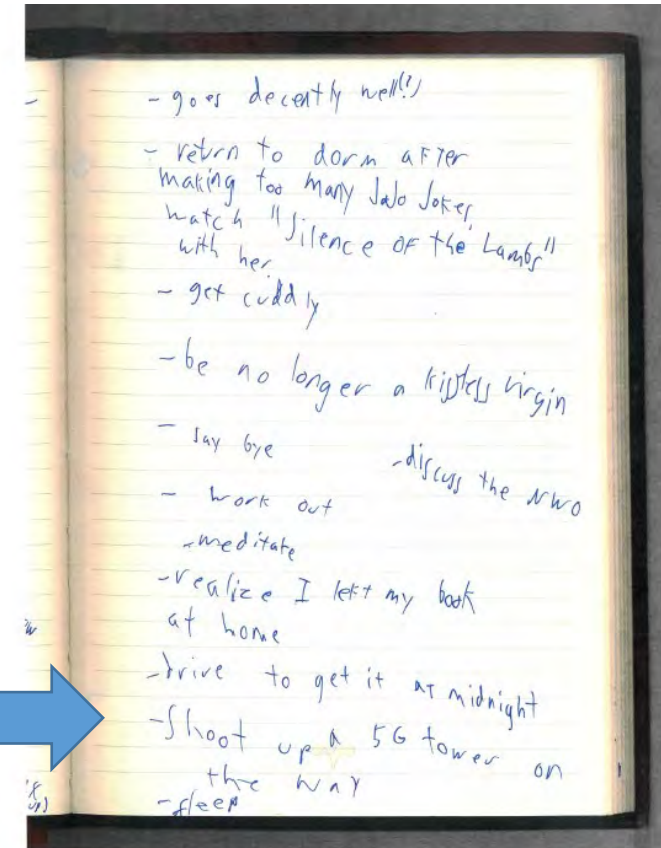 - goes decently well(?)
- return to dorm after
making too many JoJo Jokes,
watch "Silence OF the Lambs"
with her
- get cuddly
- be no longer a kissless virgin
- say bye
- discuss the NWO
- work out
- meditate
- realize I left my book
at home
- drive to get it at midnight
- Shoot up a 5G tower on
the way
- sleep